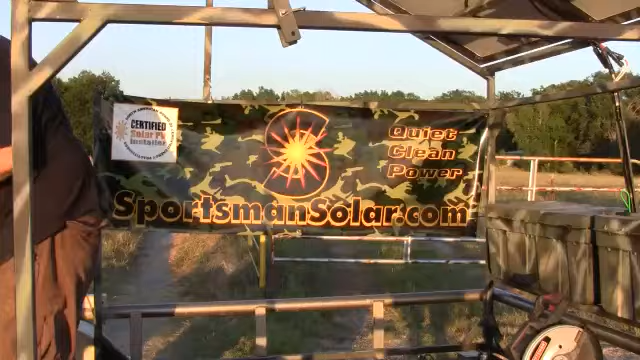 CERTIFIED
Solar PV
Installer
Quiet
Clean
Power
SportsmanSolar.com